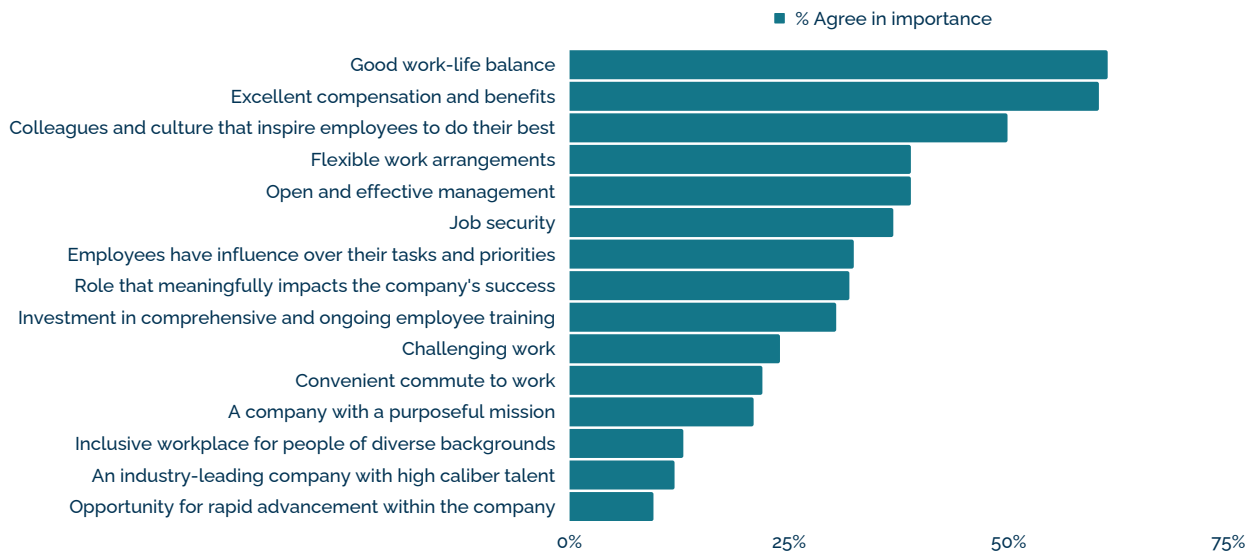 % Agree in importance
Good work-life balance
Excellent compensation and benefits
Colleagues and culture that inspire employees to do their best
Flexible work arrangements
Open and effective management
Job security
Employees have influence over their tasks and priorities
Role that meaningfully impacts the company's success
Investment in comprehensive and ongoing employee training
Challenging work
Convenient commute to work
A company with a purposeful mission
Inclusive workplace for people of diverse backgrounds
An industry-leading company with high caliber talent
Opportunity for rapid advancement within the company
0% 25% 50% 75%